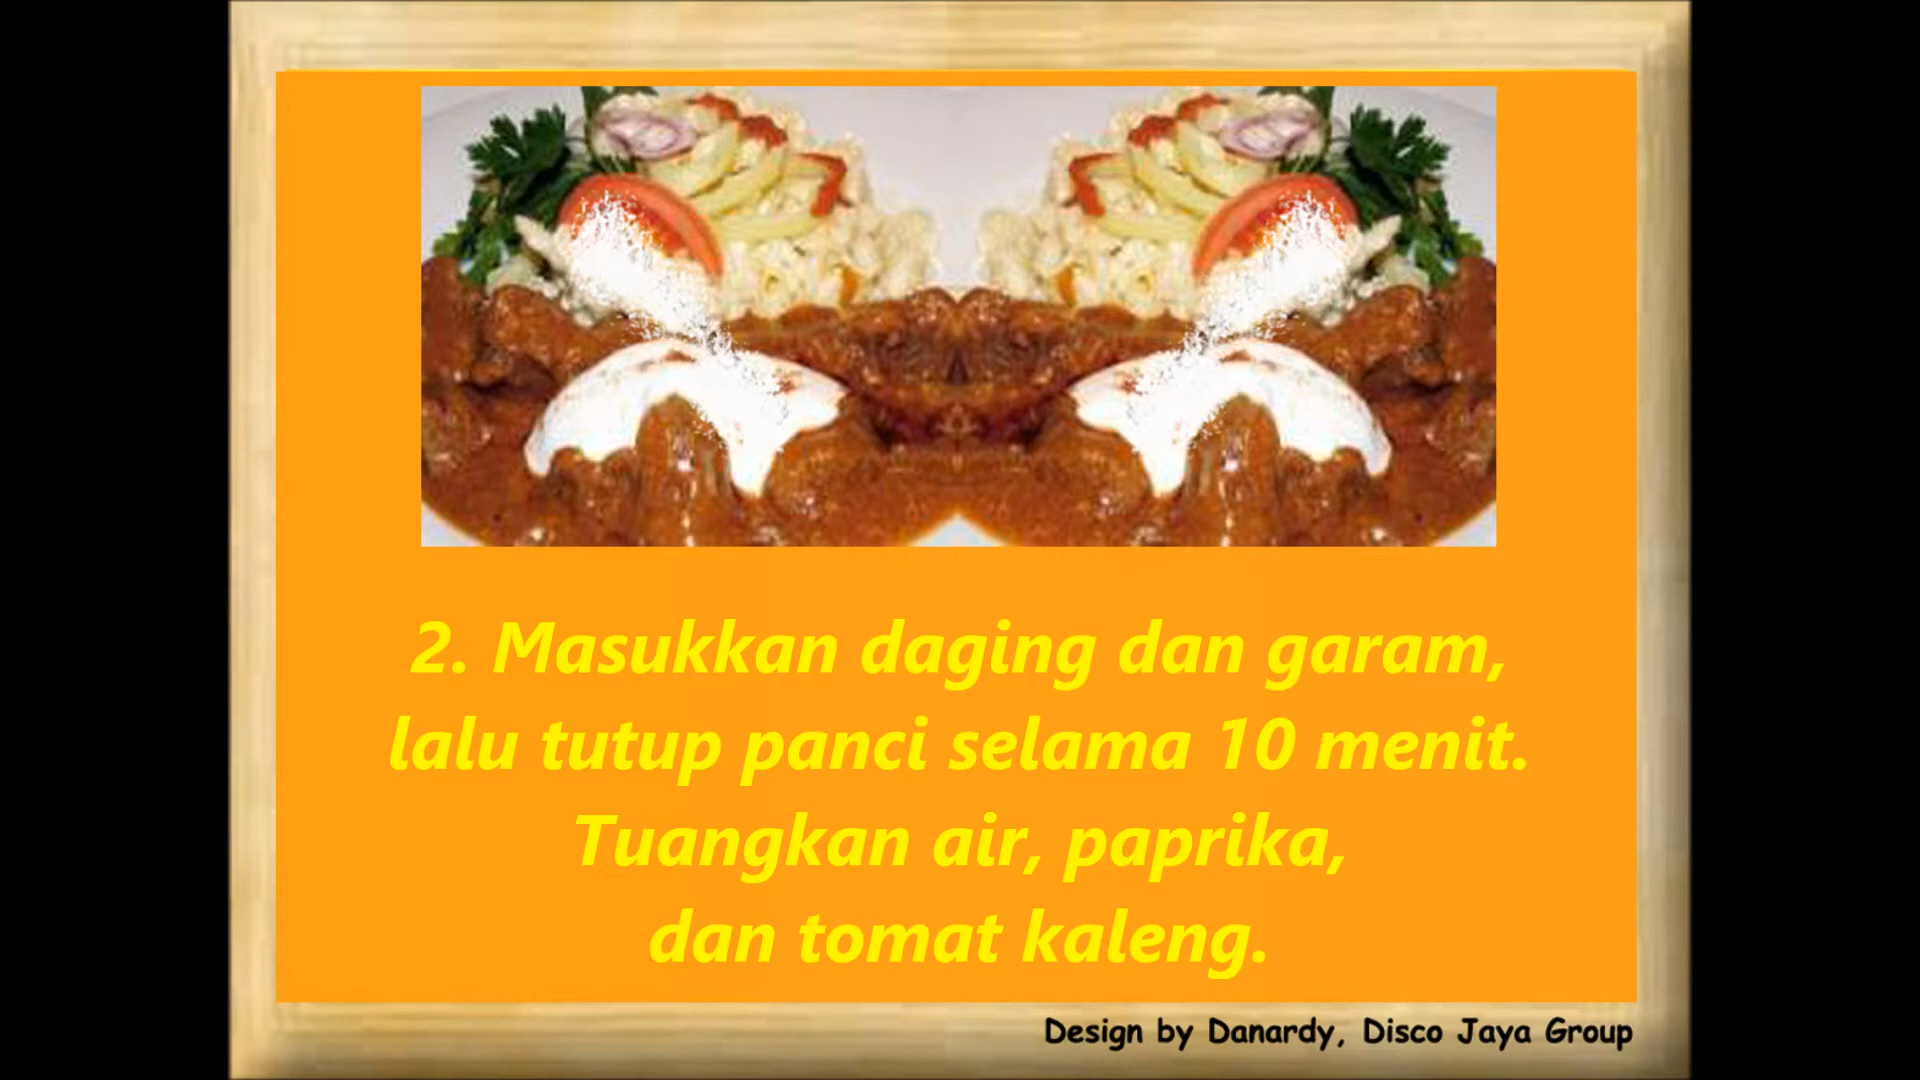 2. Masukkan daging dan garam,
lalu tutup panci selama 10 menit.
Tuangkan air, paprika,
dan tomat kaleng.
Design by Danardy, Disco Jaya Group